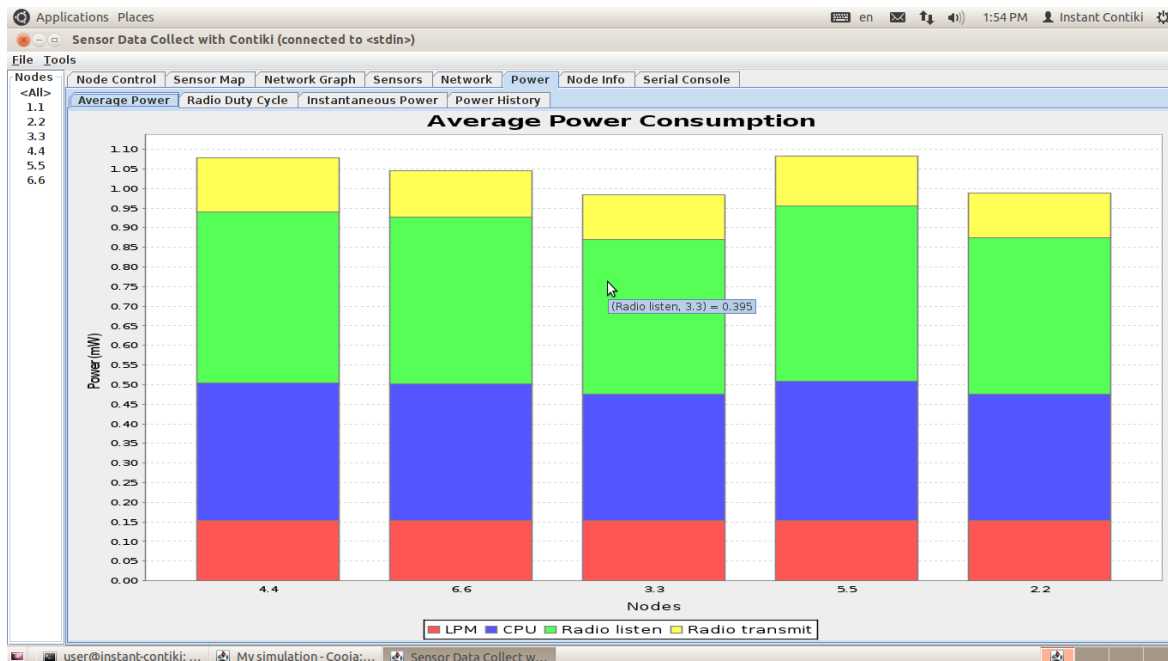 Applications Places en 1:54 PM Instant Contiki
Sensor Data Collect with Contiki (connected to <stdin>)
File Tools
Nodes
<All>
1.1
2.2
3.3
4.4
5.5
6.6
Node Control Sensor Map Network Graph Sensors Network Power Node Info Serial Console
Average Power Radio Duty Cycle Instantaneous Power Power History
Average Power Consumption
Power(mW)
1.10
1.05
1.00
0.95
0.90
0.85
0.80
0.75
0.70
0.65
0.60
0.55
0.50
0.45
0.40
0.35
0.30
0.25
0.20
0.15
0.10
0.05
0.00
(Radio listen, 3.3) = 0.395
4.4 6.6 3.3 5.5 2.2
Nodes
LPM CPU Radio listen Radio transmit
user@instant-contiki: ... My simulation - Cooja:... Sensor Data Collect w...